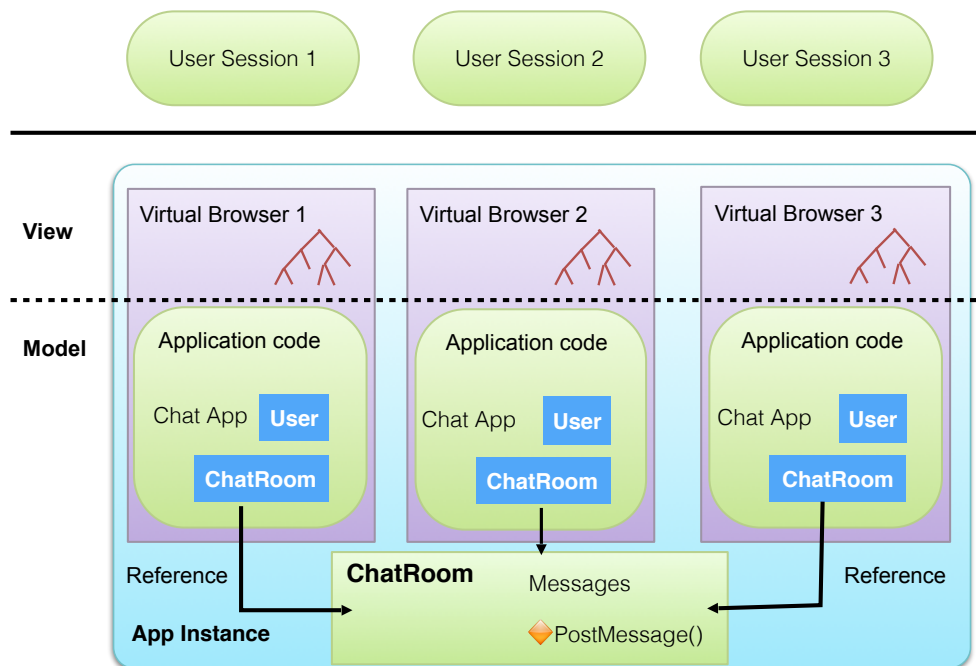 User Session 1
User Session 2
User Session 3
View
Virtual Browser 1
Virtual Browser 2
Virtual Browser 3
Model
Application code
Chat App
User
ChatRoom
Application code
Chat App
User
ChatRoom
Application code
Chat App
User
ChatRoom
Reference
Reference
App Instance
ChatRoom
Messages
PostMessage()